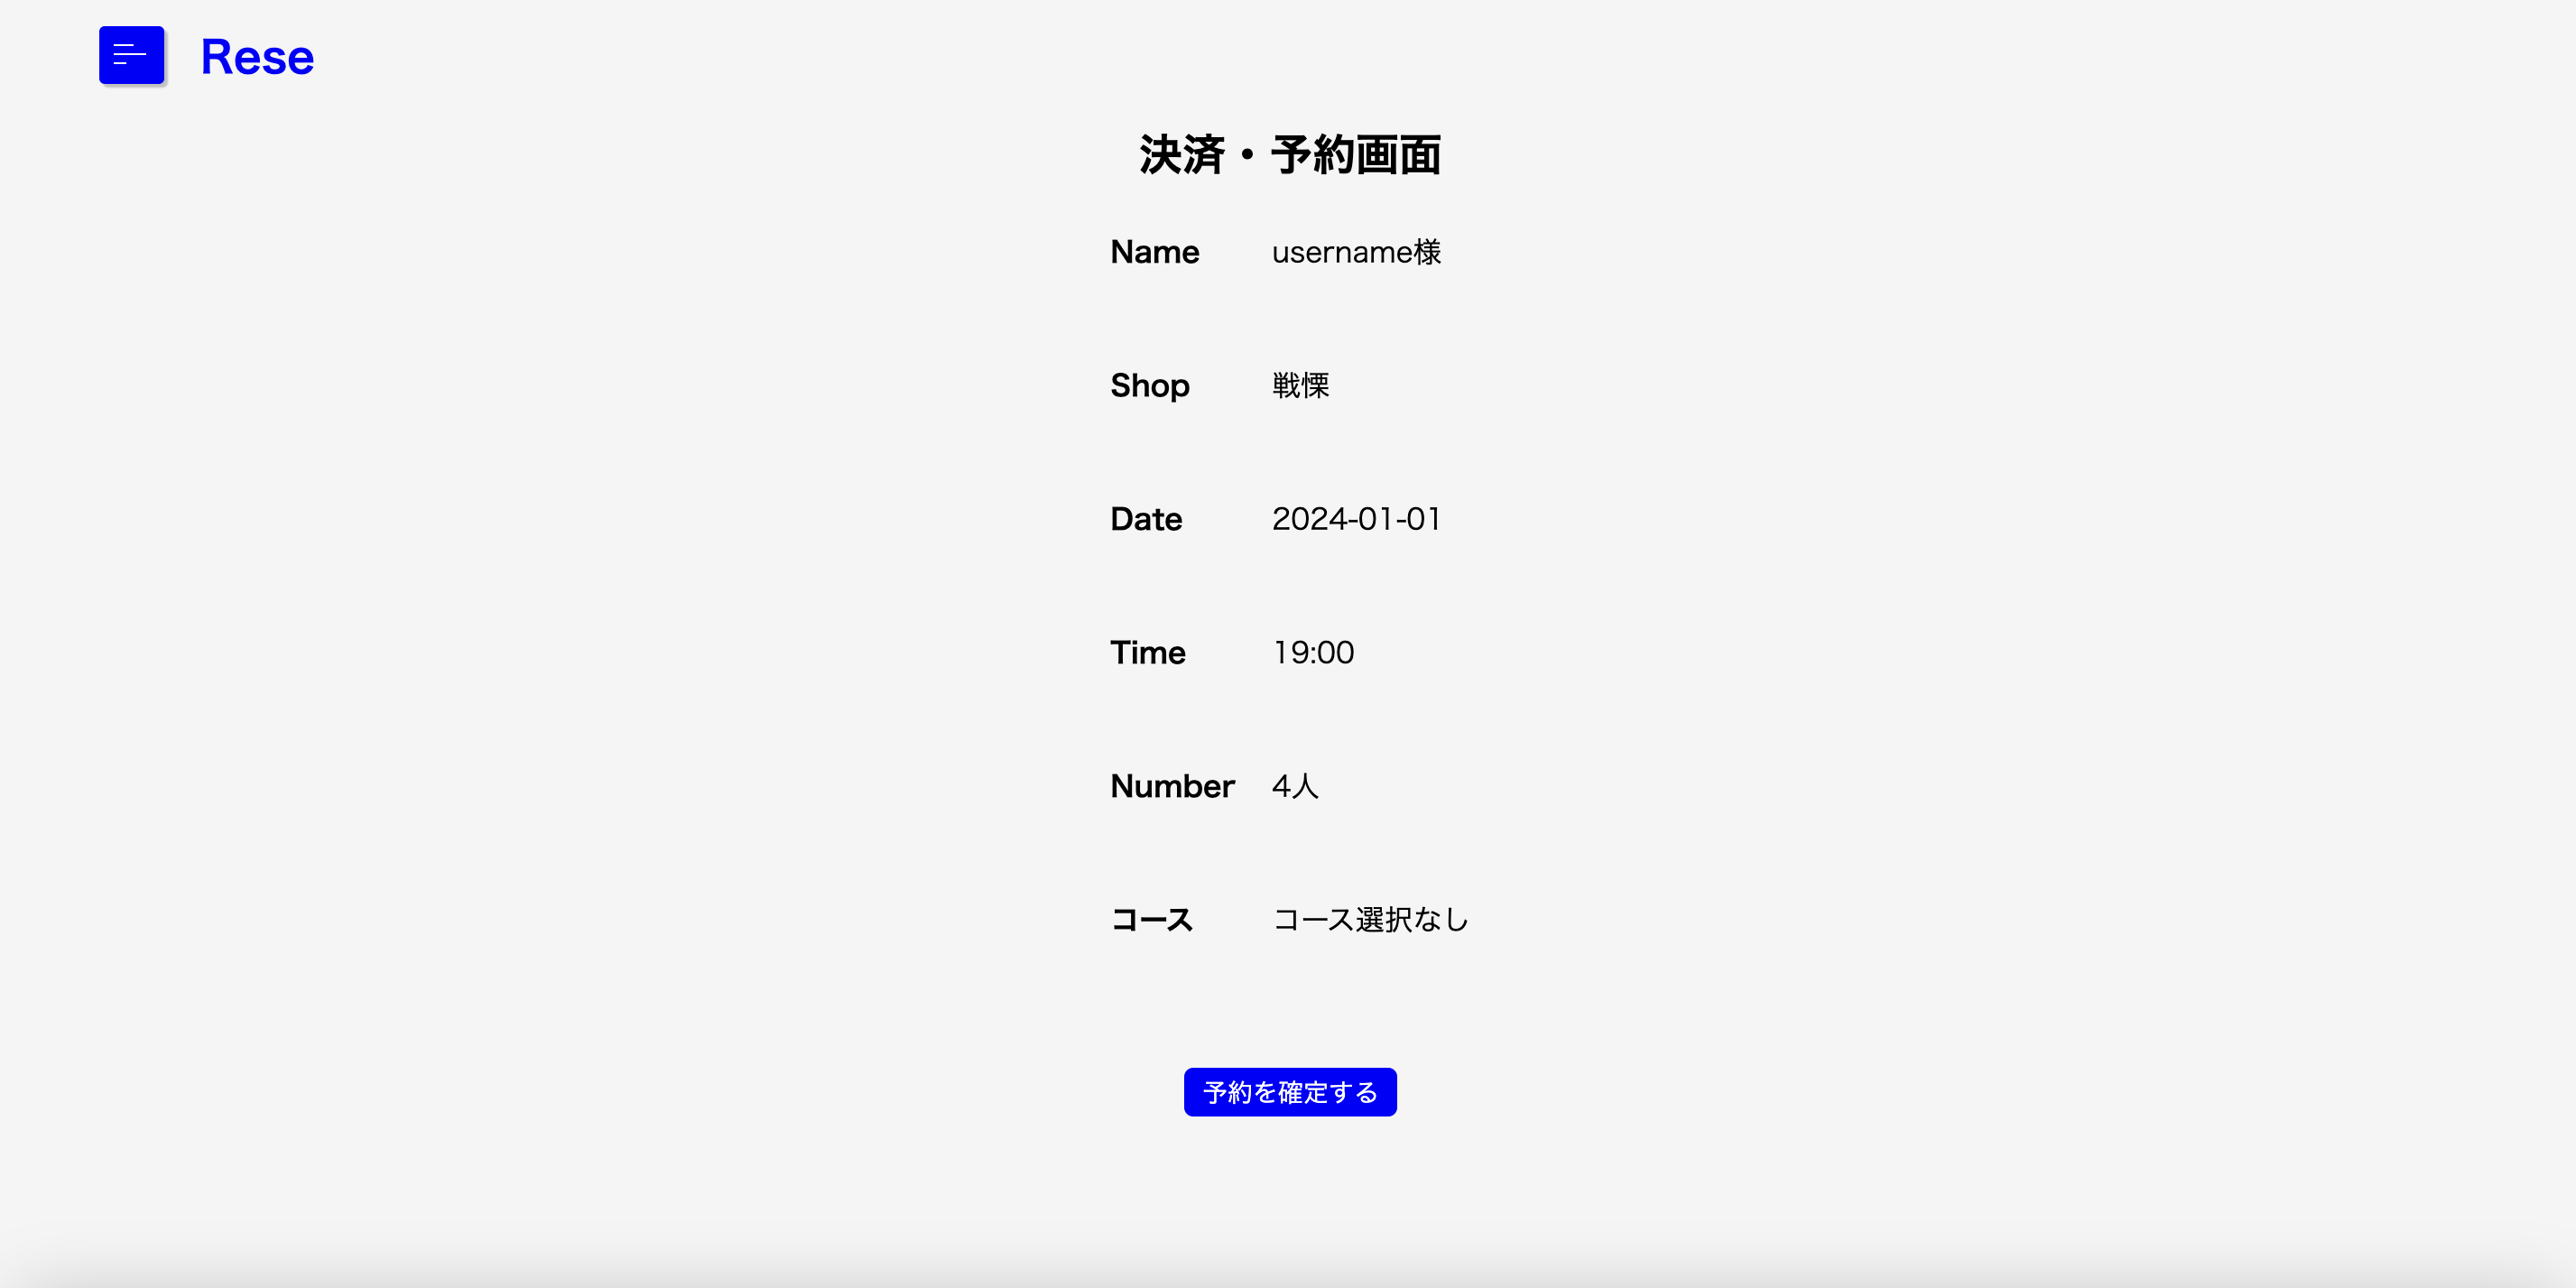 Rese
決済・予約画面
Name username様
Shop 戦慄
Date 2024-01-01
Time 19:00
Number 4人
コース コース選択なし
予約を確定する